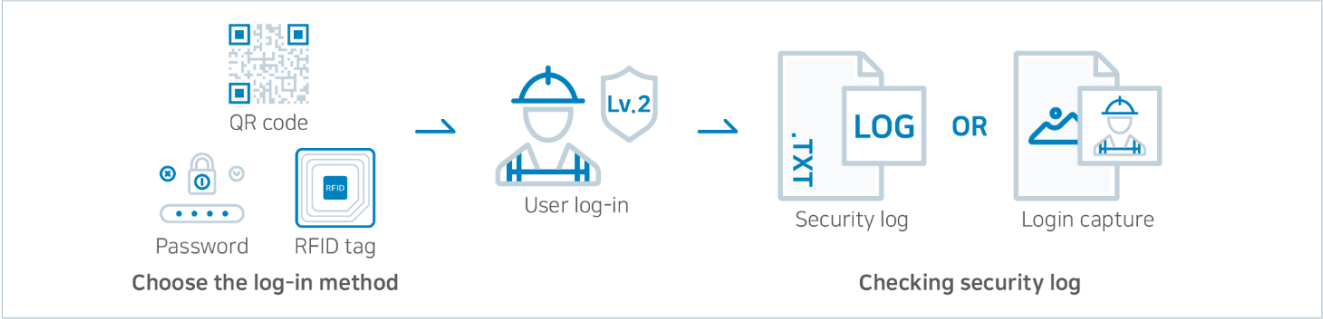 QR code
Password
RFID
RFID tag
Choose the log-in method
Lv.2
User log-in
.TXT
LOG
Security log
OR
Login capture
Checking security log